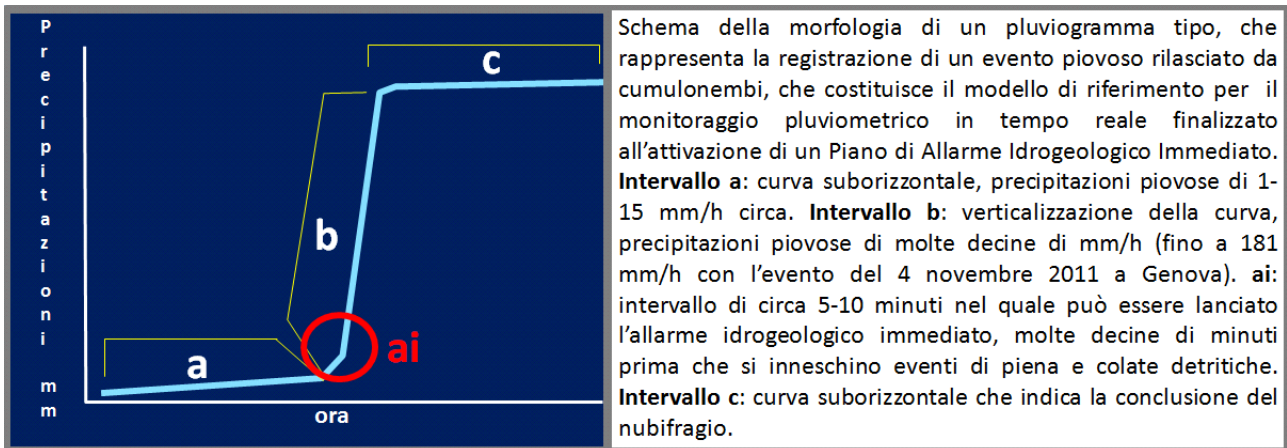 Precipitazioni mm
a
b
c
ai
ora
Schema della morfologia di un pluviogramma tipo, che
rappresenta la registrazione di un evento piovoso rilasciato da
cumulonembi, che costituisce il modello di riferimento per il
monitoraggio pluviometrico in tempo reale finalizzato
all’attivazione di un Piano di Allarme Idrogeologico Immediato.
Intervallo a: curva suborizzontale, precipitazioni piovose di 1-
15 mm/h circa. Intervallo b: verticalizzazione della curva,
precipitazioni piovose di molte decine di mm/h (fino a 181
mm/h con l’evento del 4 novembre 2011 a Genova). ai:
intervallo di circa 5-10 minuti nel quale può essere lanciato
l’allarme idrogeologico immediato, molte decine di minuti
prima che si inneschino eventi di piena e colate detritiche.
Intervallo c: curva suborizzontale che indica la conclusione del
nubifragio.